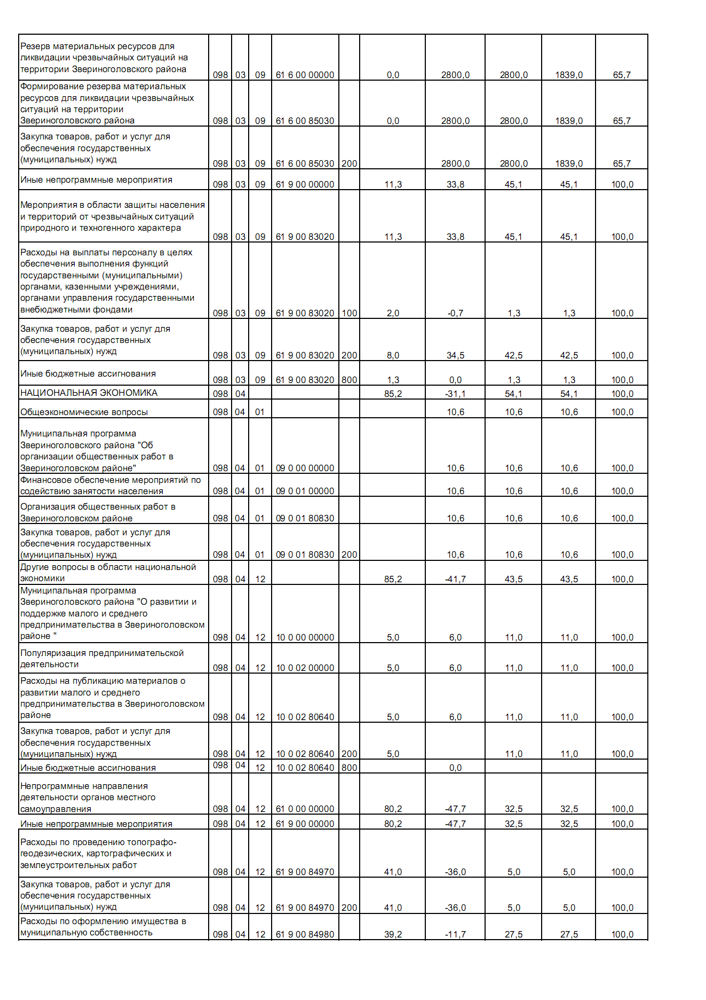 Резерв материальных ресурсов для
ликвидации чрезвычайных ситуаций на
территории Звериноголовского района 098 03 09 61 6 00 00000 0,0 2800,0 2800,0 1839,0 65,7
Формирование резерва материальных
ресурсов для ликвидации чрезвычайных
ситуаций на территории
Звериноголовского района 098 03 09 61 6 00 85030 0,0 2800,0 2800,0 1839,0 65,7
Закупка товаров, работ и услуг для
обеспечения государственных
(муниципальных) нужд 098 03 09 61 6 00 85030 200 2800,0 2800,0 1839,0 65,7
Иные непрограммные мероприятия 098 03 09 61 9 00 00000 11,3 33,8 45,1 45,1 100,0
Мероприятия в области защиты населения
и территорий от чрезвычайных ситуаций
природного и техногенного характера 098 03 09 61 9 00 83020 11,3 33,8 45,1 45,1 100,0
Расходы на выплаты персоналу в целях
обеспечения выполнения функций
государственными (муниципальными)
органами, казенными учреждениями,
органами управления государственными
внебюджетными фондами 098 03 09 61 9 00 83020 100 2,0 -0,7 1,3 1,3 100,0
Закупка товаров, работ и услуг для
обеспечения государственных
(муниципальных) нужд 098 03 09 61 9 00 83020 200 8,0 34,5 42,5 42,5 100,0
Иные бюджетные ассигнования 098 03 09 61 9 00 83020 800 1,3 0,0 1,3 1,3 100,0
НАЦИОНАЛЬНАЯ ЭКОНОМИКА 098 04 85,2 -31,1 54,1 54,1 100,0
Общеэкономические вопросы 098 04 01 10,6 10,6 10,6 100,0
Муниципальная программа
Звериноголовского района "Об
организации общественных работ в
Звериноголовском районе" 098 04 01 09 0 00 00000 10,6 10,6 10,6 100,0
Финансовое обеспечение мероприятий по
содействию занятости населения 098 04 01 09 0 01 00000 10,6 10,6 10,6 100,0
Организация общественных работ в
Звериноголовском районе 098 04 01 09 0 01 80830 10,6 10,6 10,6 100,0
Закупка товаров, работ и услуг для
обеспечения государственных
(муниципальных) нужд 098 04 01 09 0 01 80830 200 10,6 10,6 10,6 100,0
Другие вопросы в области национальной
экономики 098 04 12 85,2 -41,7 43,5 43,5 100,0
Муниципальная программа
Звериноголовского района "О развитии и
поддержке малого и среднего
предпринимательства в Звериноголовском
районе " 098 04 12 10 0 00 00000 5,0 6,0 11,0 11,0 100,0
Популяризация предпринимательской
деятельности 098 04 12 10 0 02 00000 5,0 6,0 11,0 11,0 100,0
Расходы на публикацию материалов о
развитии малого и среднего
предпринимательства в Звериноголовском
районе 098 04 12 10 0 02 80640 5,0 6,0 11,0 11,0 100,0
Закупка товаров, работ и услуг для
обеспечения государственных
(муниципальных) нужд 098 04 12 10 0 02 80640 200 5,0 11,0 11,0 100,0
Иные бюджетные ассигнования 098 04 12 10 0 02 80640 800 0,0
Непрограммные направления
деятельности органов местного
самоуправления 098 04 12 61 0 00 00000 80,2 -47,7 32,5 32,5 100,0
Иные непрограммные мероприятия 098 04 12 61 9 00 00000 80,2 -47,7 32,5 32,5 100,0
Расходы по проведению топографо-
геодезических, картографических и
землеустроительных работ 098 04 12 61 9 00 84970 41,0 -36,0 5,0 5,0 100,0
Закупка товаров, работ и услуг для
обеспечения государственных
(муниципальных) нужд 098 04 12 61 9 00 84970 200 41,0 -36,0 5,0 5,0 100,0
Расходы по оформлению имущества в
муниципальную собственность 098 04 12 61 9 00 84980 39,2 -11,7 27,5 27,5 100,0